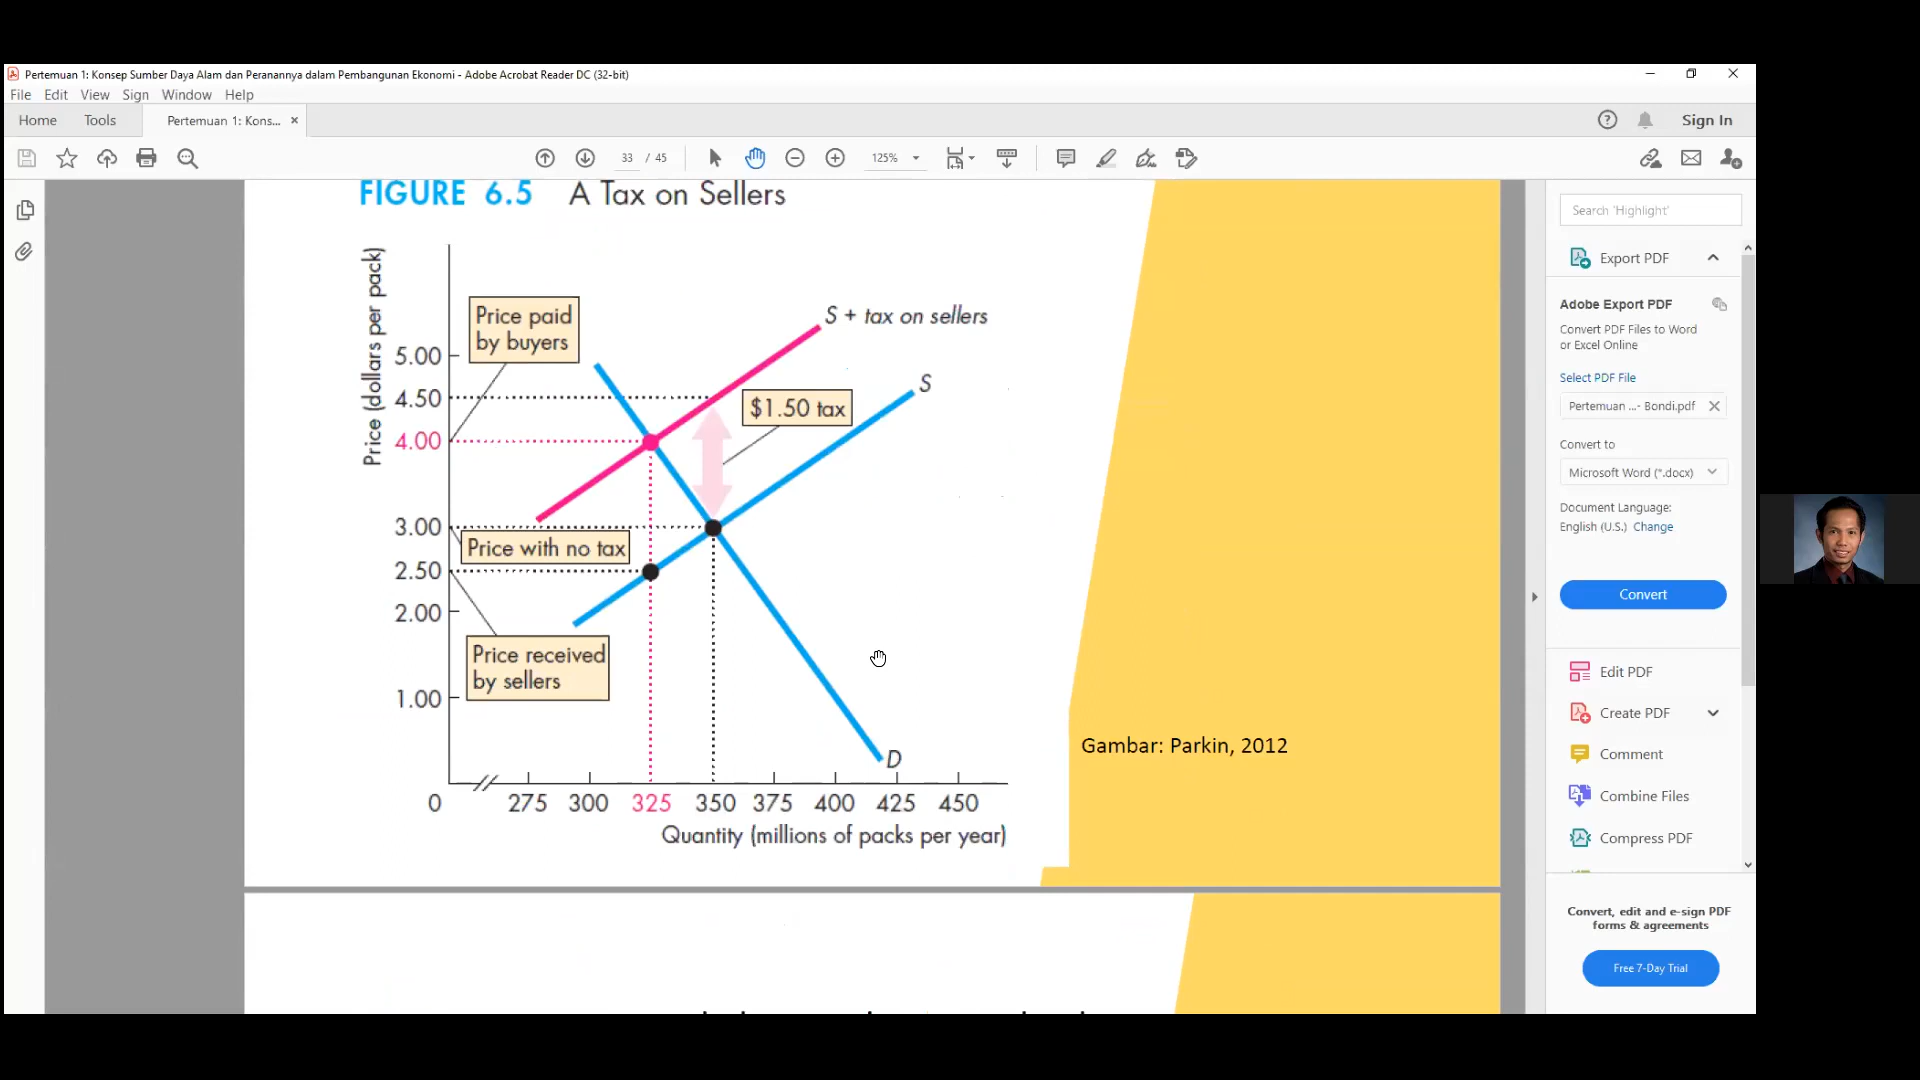 Pertemuan 1: Konsep Sumber Daya Alam dan Peranannya dalam Pembangunan Ekonomi - Adobe Acrobat Reader DC (32-bit)
File Edit View Sign Window Help
Home Tools Pertemuan 1: Kons... × Sign In
33 / 45 125%
FIGURE 6.5 A Tax on Sellers
Price (dollars per pack)
Price paid
by buyers
S + tax on sellers
5.00
4.50
4.00
3.00
2.50
2.00
1.00
S
$1.50 tax
Price with no tax
Price received
by sellers
D
0 275 300 325 350 375 400 425 450
Quantity (millions of packs per year)
Gambar: Parkin, 2012
Search 'Highlight'
Export PDF
Adobe Export PDF
Convert PDF Files to Word
or Excel Online
Select PDF File
Pertemuan ...- Bondi.pdf
Convert to
Microsoft Word (*.docx)
Document Language:
English (U.S.) Change
Convert
Edit PDF
Create PDF
Comment
Combine Files
Compress PDF
Convert, edit and e-sign PDF
forms & agreements
Free 7-Day Trial